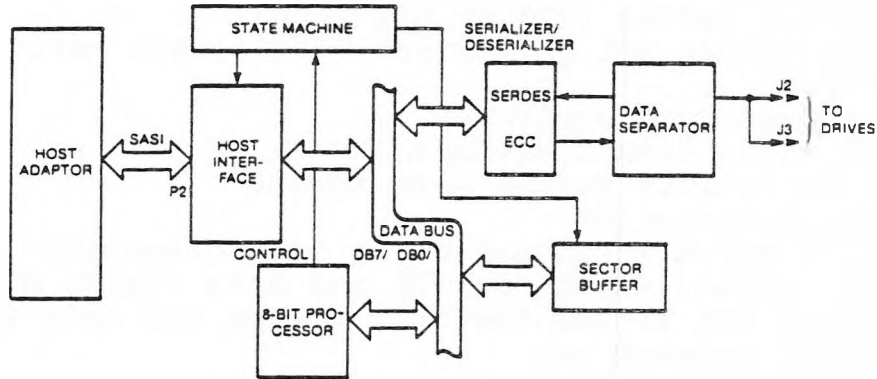 STATE MACHINE
SERIALIZER/
DESERIALIZER
HOST
ADAPTOR
SASI
P2
HOST
INTER-
FACE
SERDES
ECC
DATA
SEPARATOR
J2
J3
TO
DRIVES
DATA BUS
DB7/ DB0/
CONTROL
8-BIT PRO-
CESSOR
SECTOR
BUFFER